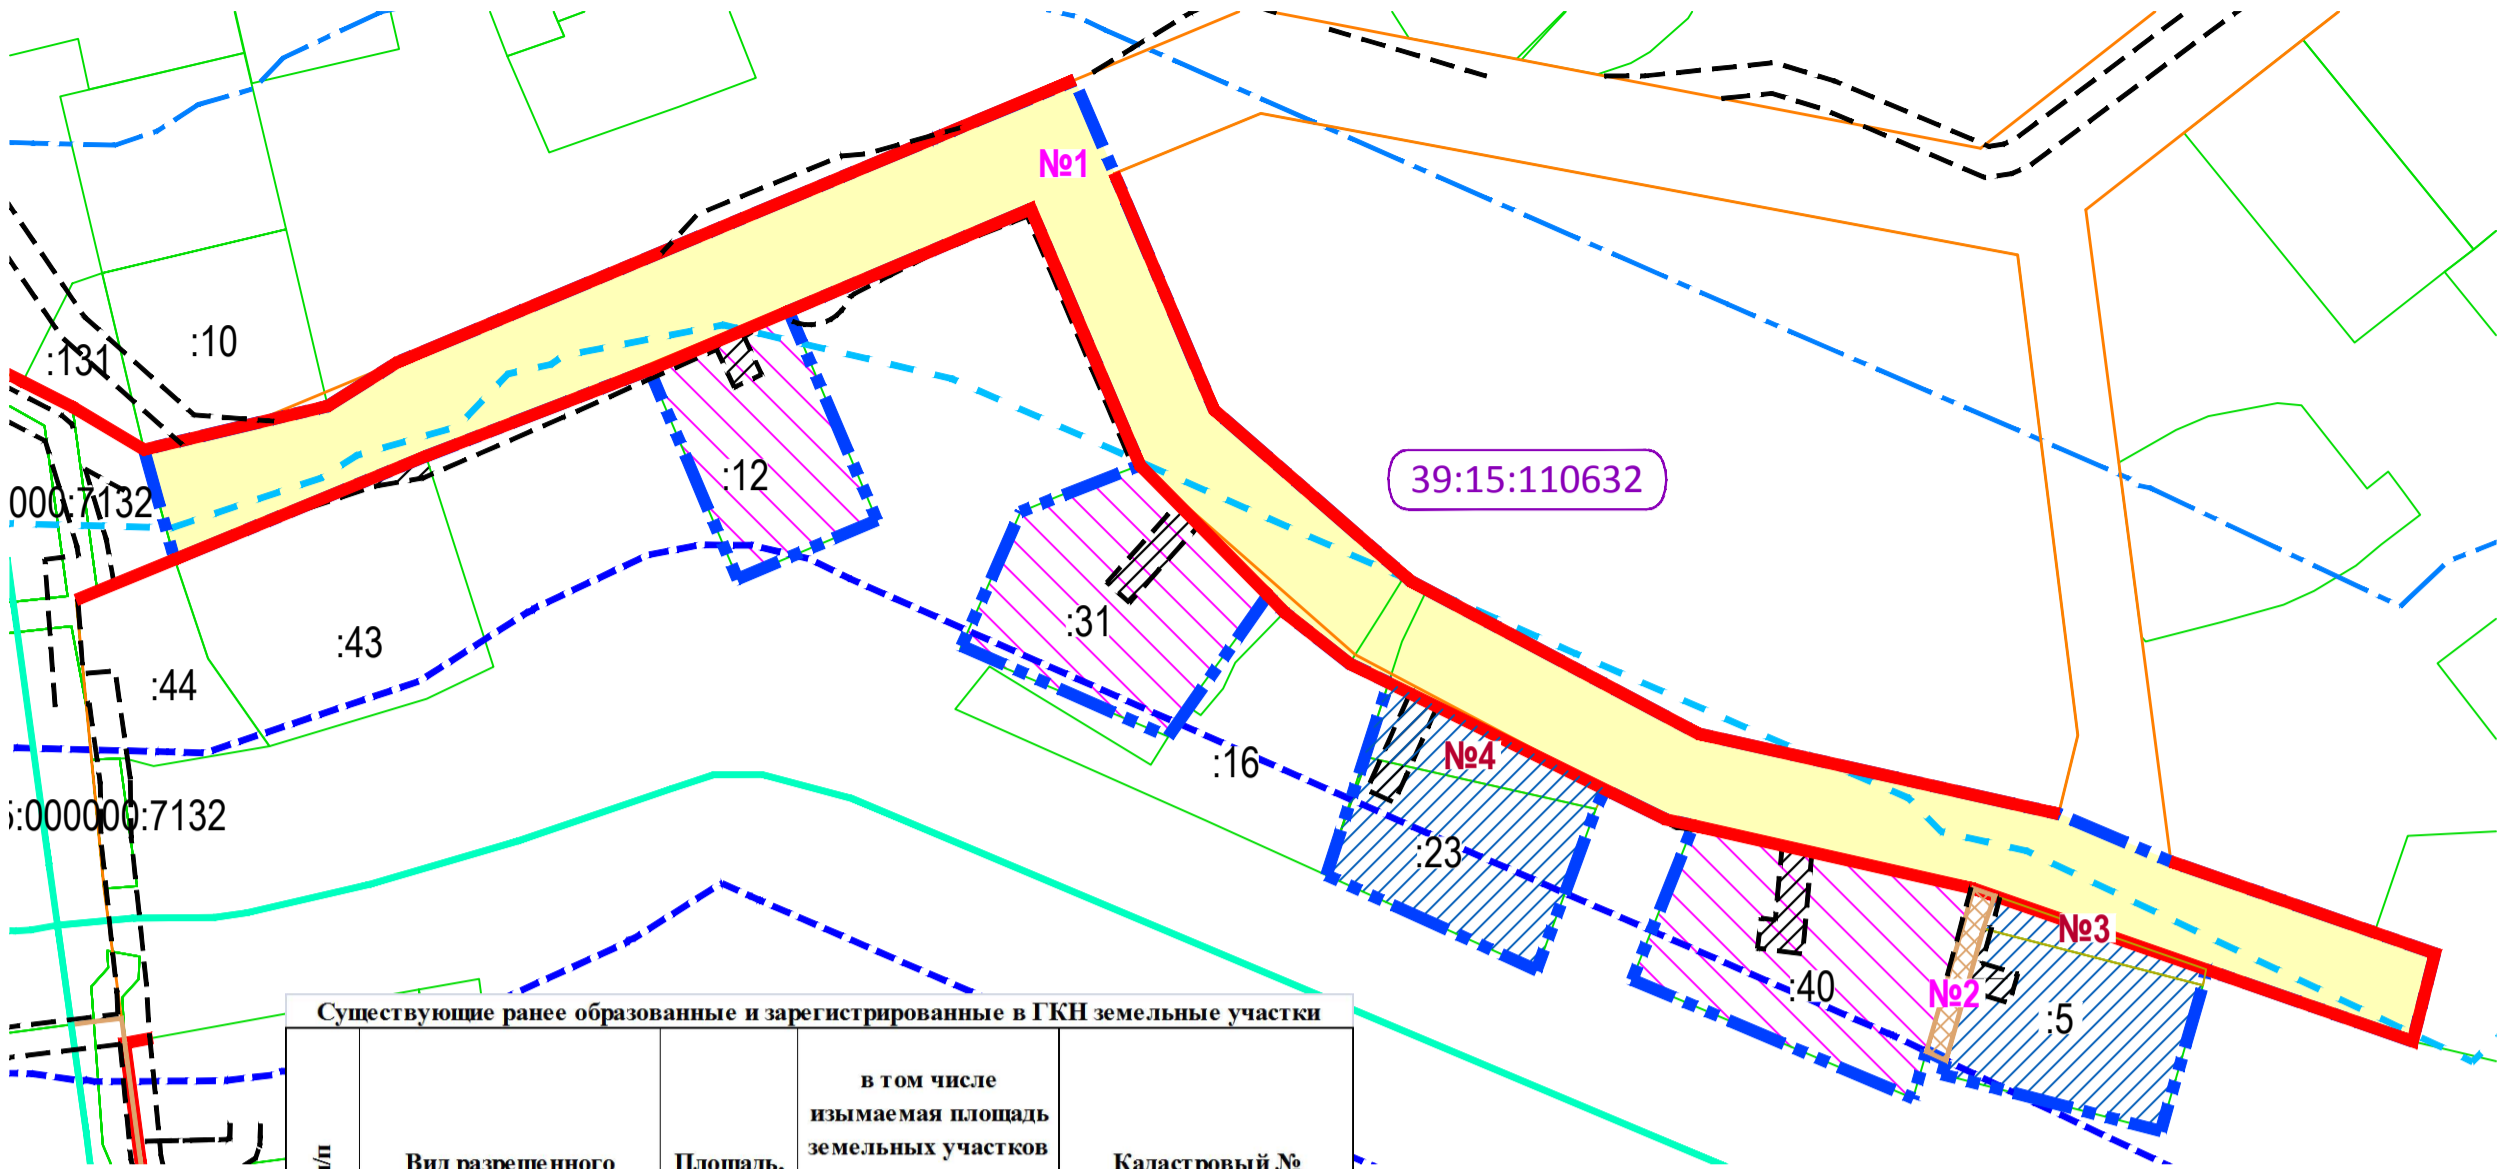 №1
:10
:131
39:15:110632
:12
000:7132
:31
:43
:44
№4
:16
:000000:7132
:23
№3
:40
№2
:5
Существующие ранее образованные и зарегистрированные в ГКН земельные участки
в том числе
изымаемая площадь
земельных участков
/п
Вид разрешенного
Площадь,
Кадастровый №